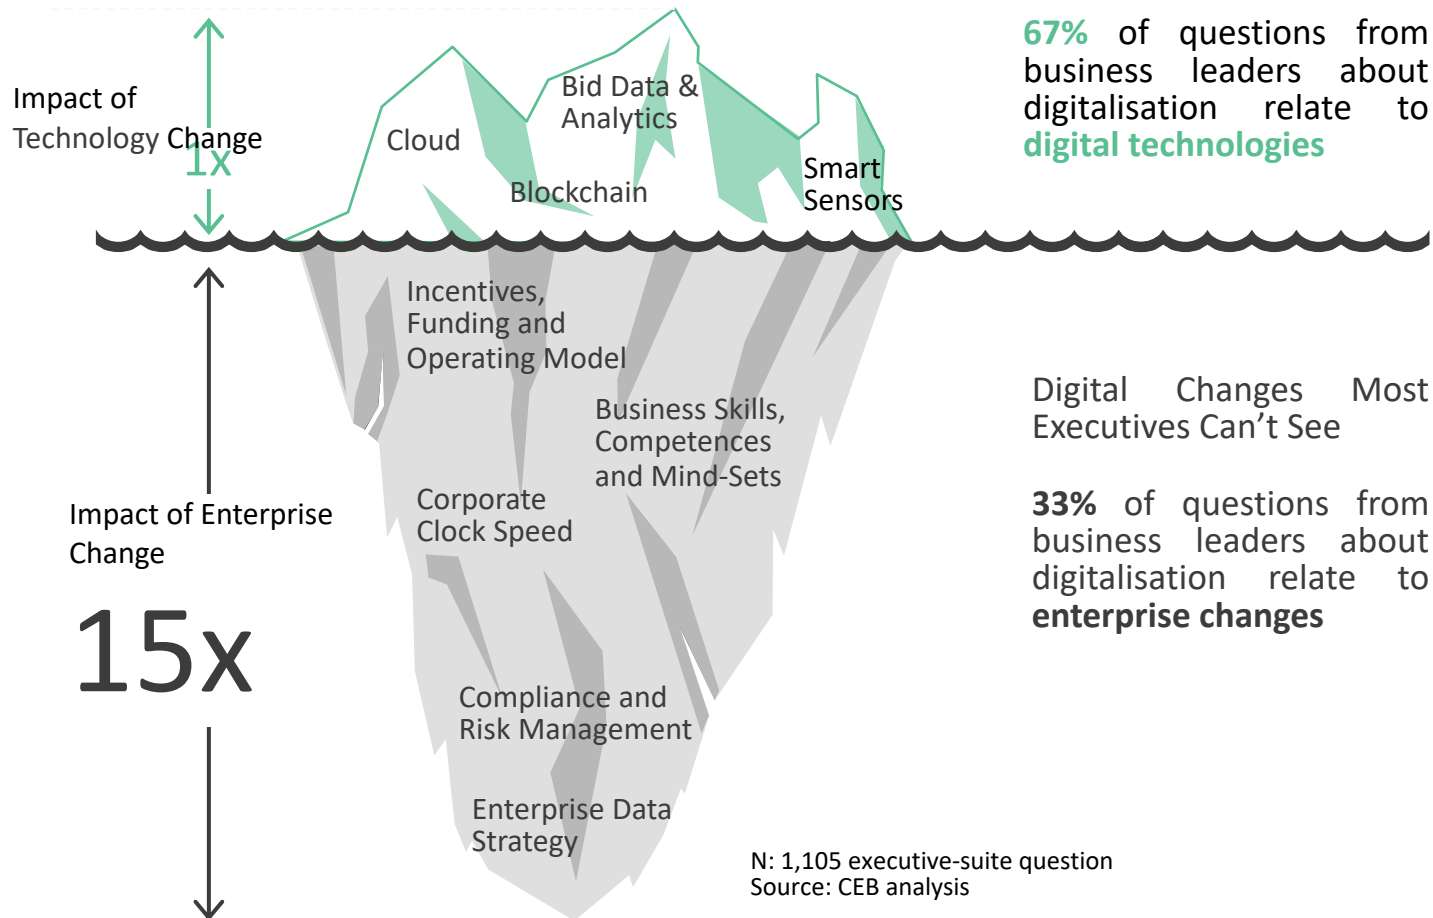 Impact of
Technology Change
1x
Cloud
Bid Data &
Analytics
Blockchain
Smart
Sensors
67% of questions from
business leaders about
digitalisation relate to
digital technologies
Incentives,
Funding and
Operating Model
Business Skills,
Competences
and Mind-Sets
Corporate
Clock Speed
Impact of Enterprise
Change
15x
Compliance and
Risk Management
Enterprise Data
Strategy
Digital Changes Most
Executives Can’t See
33% of questions from
business leaders about
digitalisation relate to
enterprise changes
N: 1,105 executive-suite question
Source: CEB analysis